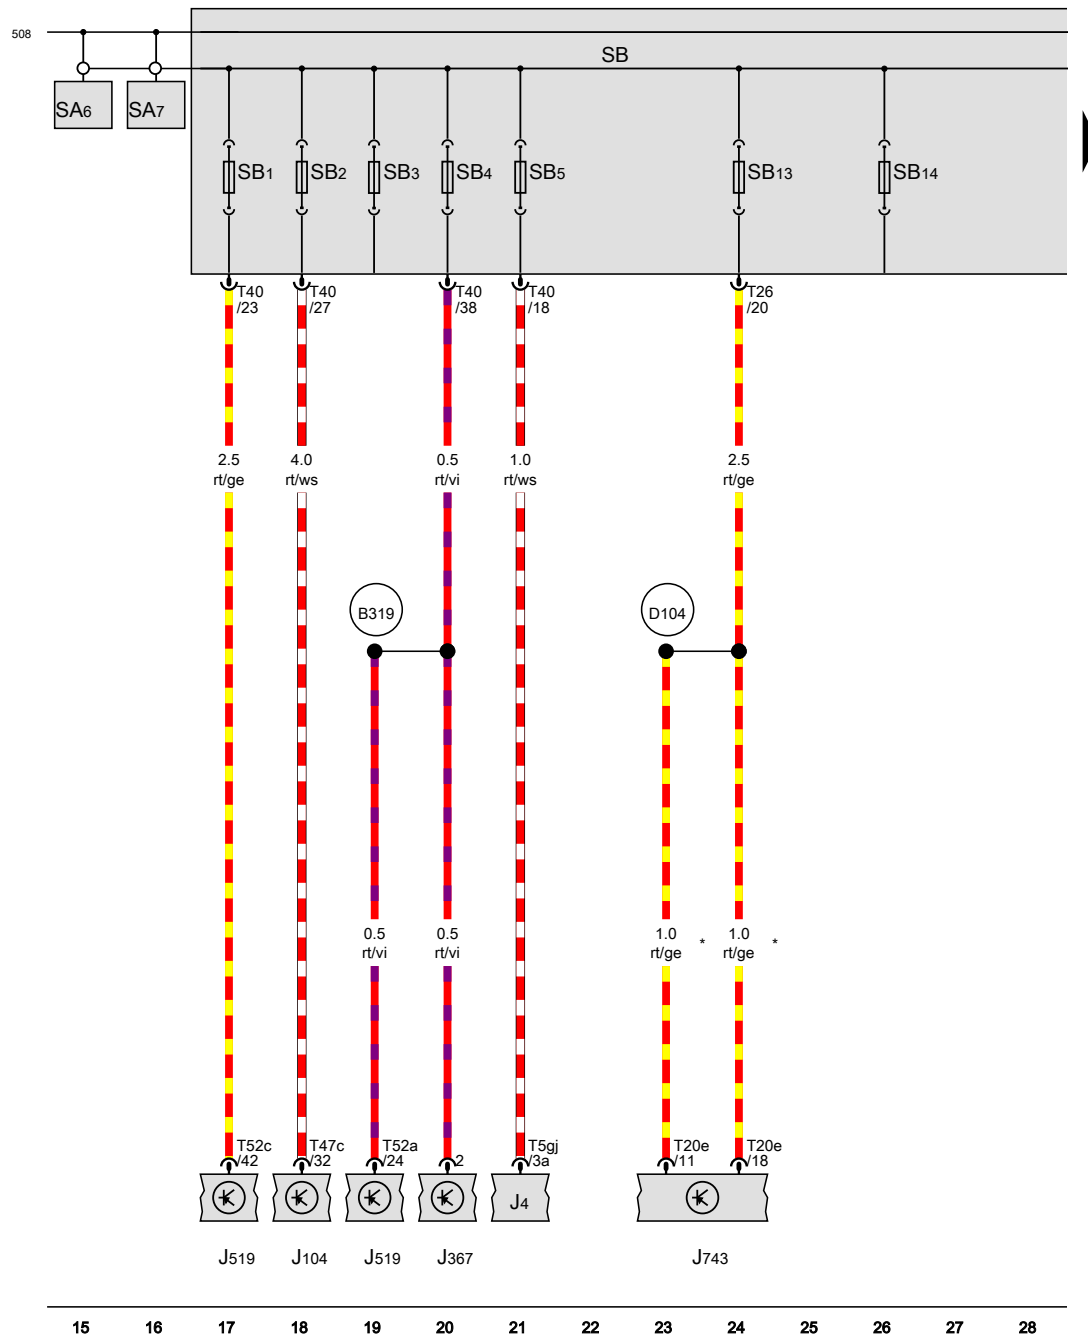 508
SB
SA6
SA7
SB1
SB2
SB3
SB4
SB5
SB13
SB14
T40
/23
T40
/27
T40
/38
T40
/18
T26
/20
2.5
rt/ge
4.0
rt/ws
0.5
rt/vi
1.0
rt/ws
2.5
rt/ge
B319
D104
0.5
rt/vi
0.5
rt/vi
1.0
rt/ge
*
1.0
rt/ge
*
T52c
/42
T47c
/32
T52a
/24
2
T5gj
/3a
T20e
/11
T20e
/18
J4
J519
J104
J519
J367
J743
15 16 17 18 19 20 21 22 23 24 25 26 27 28